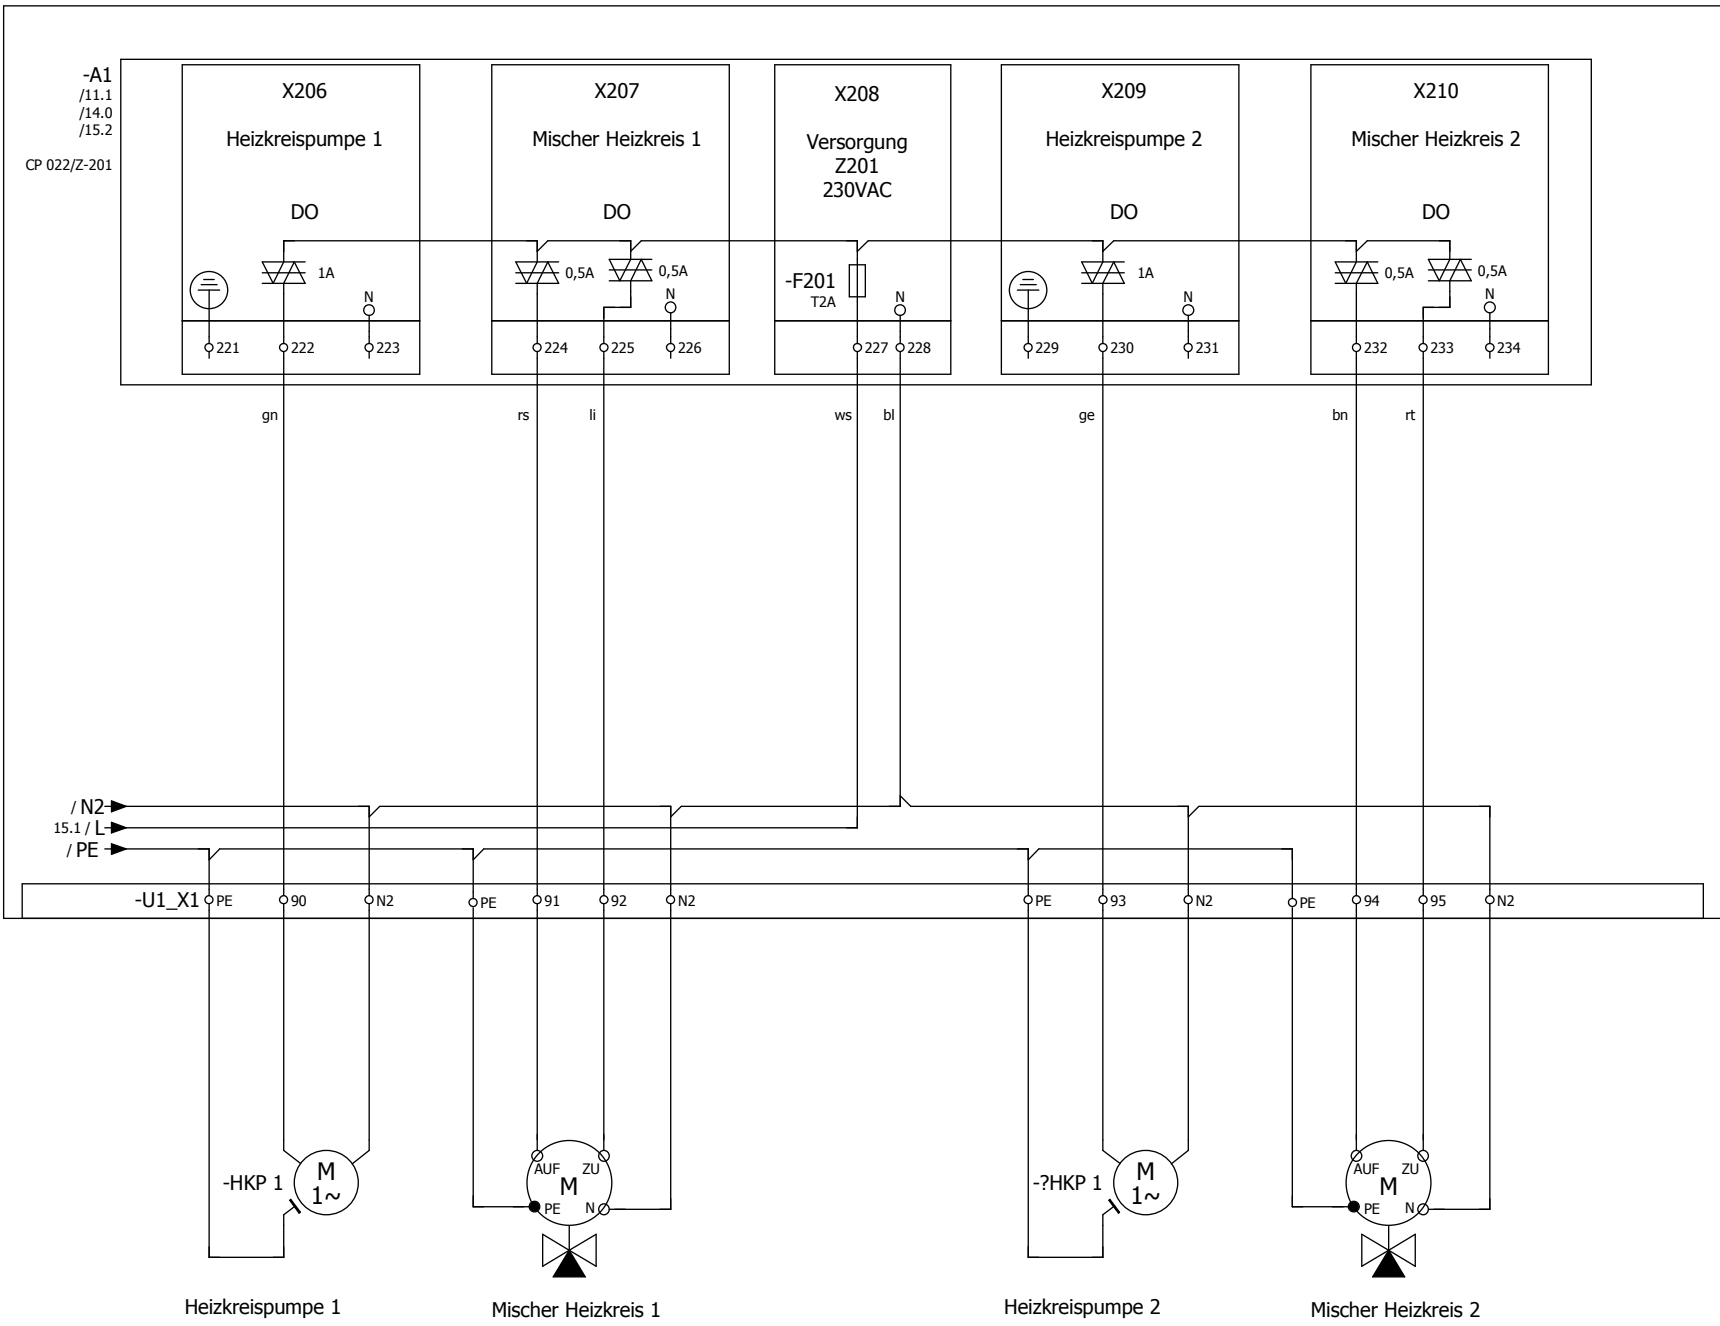 -A1
/11.1
/14.0
/15.2
CP 022/Z-201
X206
Heizkreispumpe 1
DO
1A
N
221 222 223
X207
Mischer Heizkreis 1
DO
0,5A 0,5A
N
224 225 226
X208
Versorgung
Z201
230VAC
-F201
T2A
N
227 228
X209
Heizkreispumpe 2
DO
1A
N
229 230 231
X210
Mischer Heizkreis 2
DO
0,5A 0,5A
N
232 233 234
gn rs li ws bl ge bn rt
/ N2
15.1 / L
/ PE
-U1_X1 PE 90 N2 PE 91 92 N2 PE 93 N2 PE 94 95 N2
-HKP 1
M
1~
AUF ZU
M
PE N
-?HKP 1
M
1~
AUF ZU
M
PE N
Heizkreispumpe 1
Mischer Heizkreis 1
Heizkreispumpe 2
Mischer Heizkreis 2